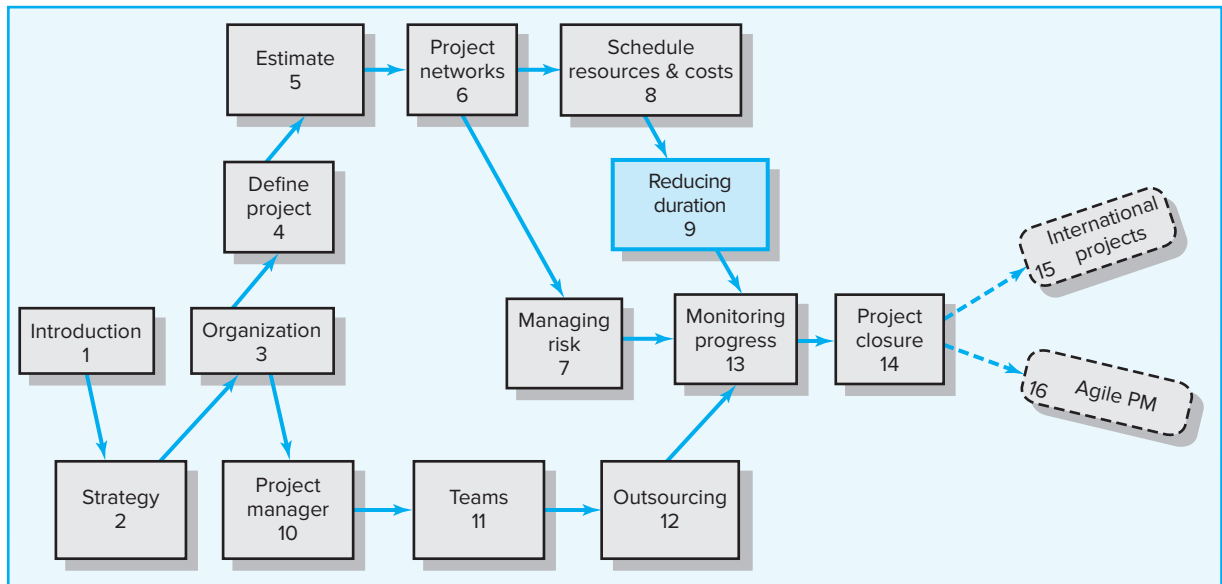 Estimate
5
Project
networks
6
Schedule
resources & costs
8
Define
project
4
Reducing
duration
9
International
projects
15
Introduction
1
Organization
3
Managing
risk
7
Monitoring
progress
13
Project
closure
14
Agile PM
16
Strategy
2
Project
manager
10
Teams
11
Outsourcing
12